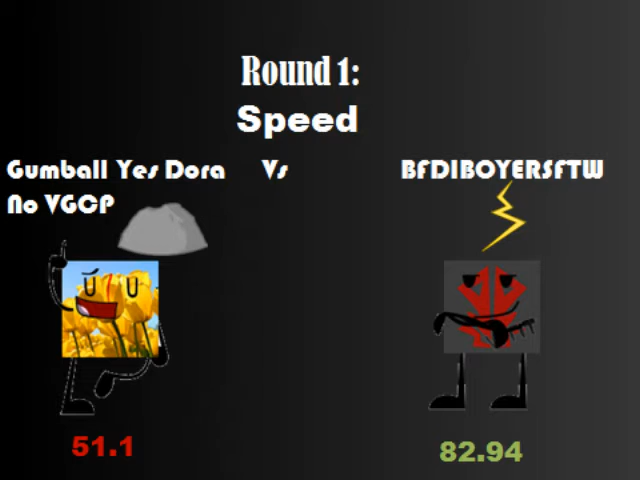 Round 1:
Speed
Gumball Yes Dora Vs BFDIBOYERSFTW
No VGCP
51.1 82.94